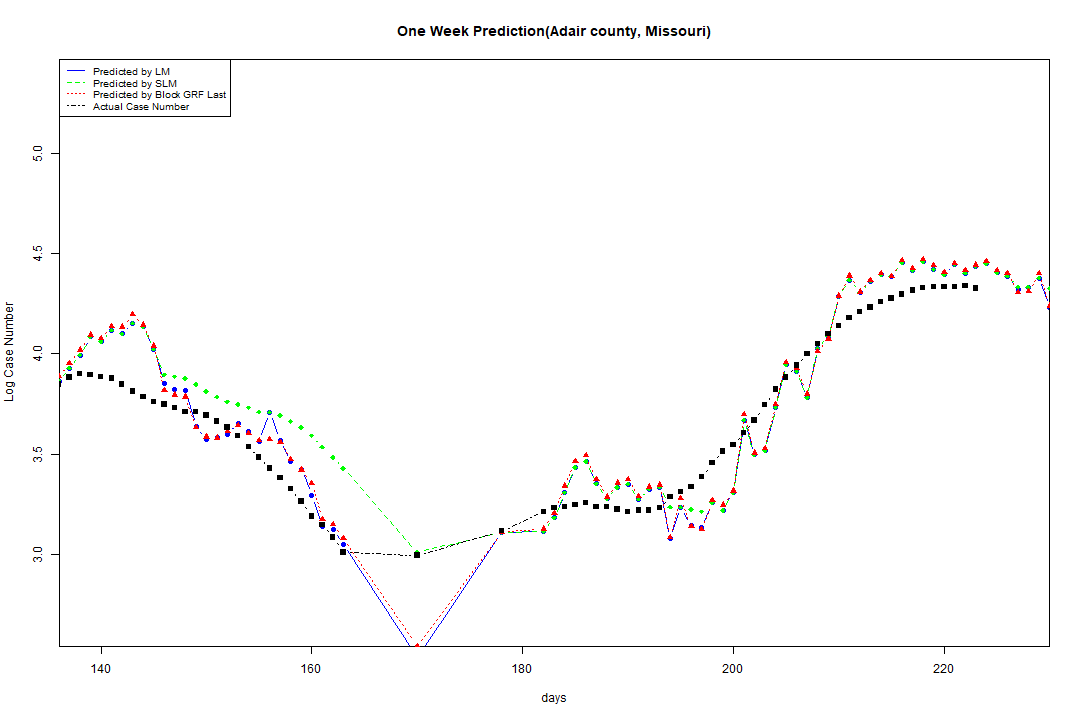 One Week Prediction(Adair county, Missouri)
Predicted by LM
Predicted by SLM
Predicted by Block GRF Last
Actual Case Number
5.0
4.5
4.0
3.5
3.0
Log Case Number
140 160 180 200 220
days